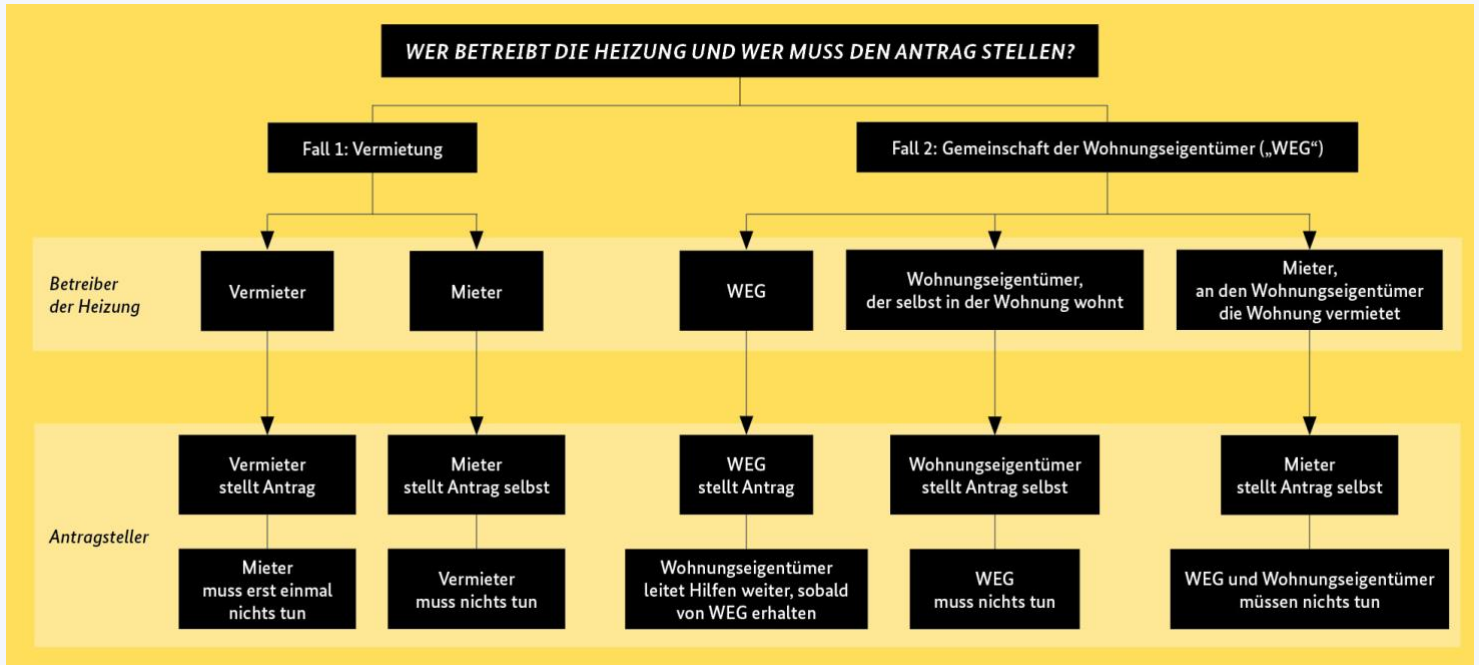 WER BETREIBT DIE HEIZUNG UND WER MUSS DEN ANTRAG STELLEN?
Fall 1: Vermietung
Fall 2: Gemeinschaft der Wohnungseigentümer („WEG“)
Betreiber
der Heizung
Vermieter
Mieter
WEG
Wohnungseigentümer,
der selbst in der Wohnung wohnt
Mieter,
an den Wohnungseigentümer
die Wohnung vermietet
Antragsteller
Vermieter
stellt Antrag
Mieter
stellt Antrag selbst
WEG
stellt Antrag
Wohnungseigentümer
stellt Antrag selbst
Mieter
stellt Antrag selbst
Mieter
muss erst einmal
nichts tun
Vermieter
muss nichts tun
Wohnungseigentümer
leitet Hilfen weiter, sobald
von WEG erhalten
WEG
muss nichts tun
WEG und Wohnungseigentümer
müssen nichts tun